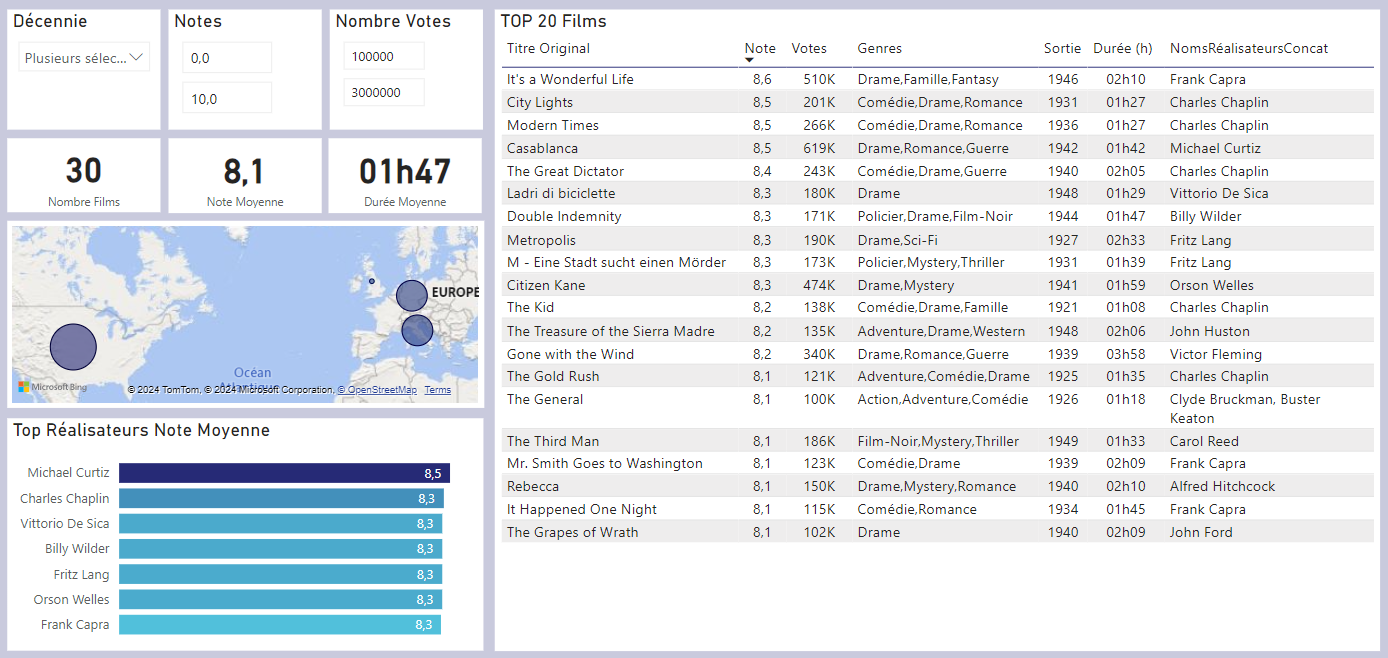 Décennie
Plusieurs sélec...
Notes
0,0
10,0
Nombre Votes
100000
3000000
30
Nombre Films
8,1
Note Moyenne
01h47
Durée Moyenne
EUROPE
Océan
Atlantique
Microsoft Bing
© 2024 TomTom, © 2024 Microsoft Corporation, © OpenStreetMap Terms
Top Réalisateurs Note Moyenne
Michael Curtiz 8,5
Charles Chaplin 8,3
Vittorio De Sica 8,3
Billy Wilder 8,3
Fritz Lang 8,3
Orson Welles 8,3
Frank Capra 8,3
TOP 20 Films
Titre Original Note Votes Genres Sortie Durée (h) NomsRéalisateursConcat
It's a Wonderful Life 8,6 510K Drame,Famille,Fantasy 1946 02h10 Frank Capra
City Lights 8,5 201K Comédie,Drame,Romance 1931 01h27 Charles Chaplin
Modern Times 8,5 266K Comédie,Drame,Romance 1936 01h27 Charles Chaplin
Casablanca 8,5 619K Drame,Romance,Guerre 1942 01h42 Michael Curtiz
The Great Dictator 8,4 243K Comédie,Drame,Guerre 1940 02h05 Charles Chaplin
Ladri di biciclette 8,3 180K Drame 1948 01h29 Vittorio De Sica
Double Indemnity 8,3 171K Policier,Drame,Film-Noir 1944 01h47 Billy Wilder
Metropolis 8,3 190K Drame,Sci-Fi 1927 02h33 Fritz Lang
M - Eine Stadt sucht einen Mörder 8,3 173K Policier,Mystery,Thriller 1931 01h39 Fritz Lang
Citizen Kane 8,3 474K Drame,Mystery 1941 01h59 Orson Welles
The Kid 8,2 138K Comédie,Drame,Famille 1921 01h08 Charles Chaplin
The Treasure of the Sierra Madre 8,2 135K Adventure,Drame,Western 1948 02h06 John Huston
Gone with the Wind 8,2 340K Drame,Romance,Guerre 1939 03h58 Victor Fleming
The Gold Rush 8,1 121K Adventure,Comédie,Drame 1925 01h35 Charles Chaplin
The General 8,1 100K Action,Adventure,Comédie 1926 01h18 Clyde Bruckman, Buster
Keaton
The Third Man 8,1 186K Film-Noir,Mystery,Thriller 1949 01h33 Carol Reed
Mr. Smith Goes to Washington 8,1 123K Comédie,Drame 1939 02h09 Frank Capra
Rebecca 8,1 150K Drame,Mystery,Romance 1940 02h10 Alfred Hitchcock
It Happened One Night 8,1 115K Comédie,Romance 1934 01h45 Frank Capra
The Grapes of Wrath 8,1 102K Drame 1940 02h09 John Ford